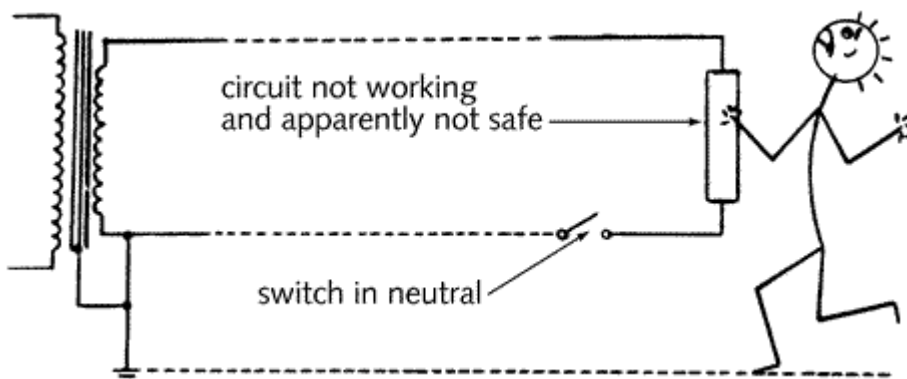 circuit not working
and apparently not safe
switch in neutral